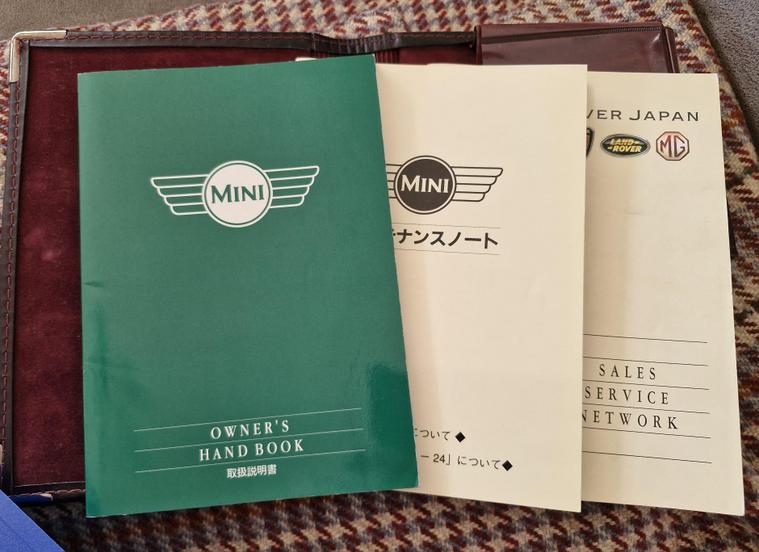 MINI
OWNER'S
HAND BOOK
取扱説明書
MINI
ナンスノート
について◆
ー 24」について◆
VER JAPAN
LAND
ROVER
MG
SALES
SERVICE
NETWORK